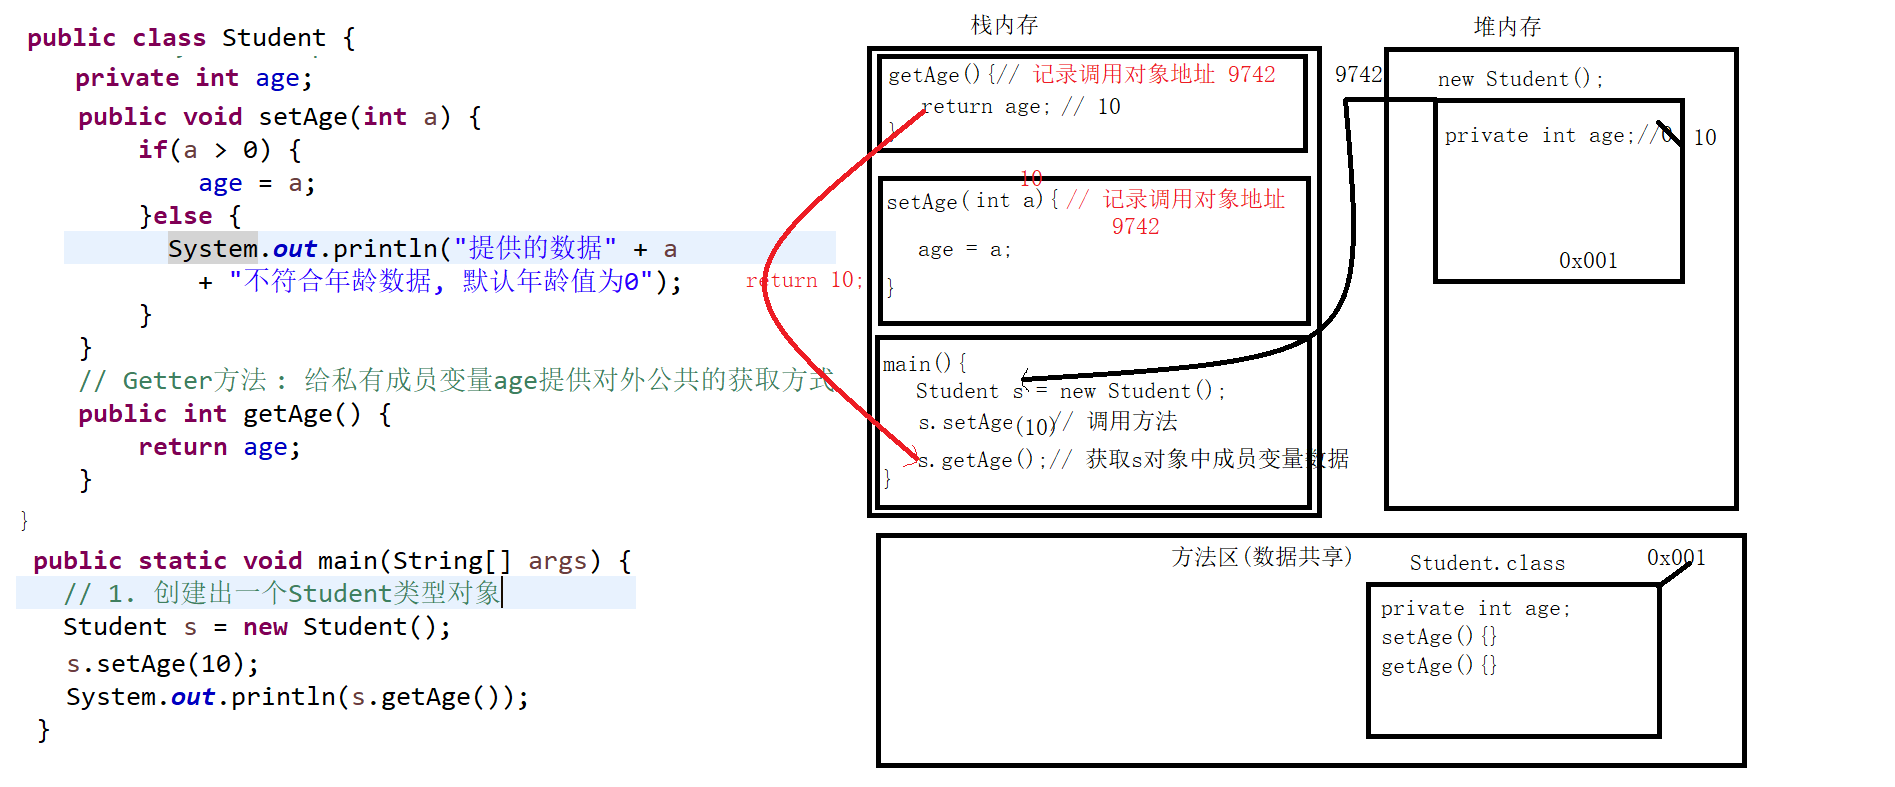 public class Student {
private int age;
public void setAge(int a) {
if(a > 0) {
age = a;
}else {
System.out.println("提供的数据" + a
+ "不符合年龄数据, 默认年龄值为0");
}
}
// Getter方法 : 给私有成员变量age提供对外公共的获取方式
public int getAge() {
return age;
}
}
public static void main(String[] args) {
// 1. 创建出一个Student类型对象
Student s = new Student();
s.setAge(10);
System.out.println(s.getAge());
}
return 10;
栈内存
getAge(){// 记录调用对象地址 9742
return age; // 10
}
10
setAge(int a){ // 记录调用对象地址
9742
age = a;
}
main(){
Student s = new Student();
s.setAge(10)// 调用方法
s.getAge();// 获取s对象中成员变量数据
}
堆内存
9742
new Student();
private int age;//0 10
0x001
方法区(数据共享)
Student.class
0x001
private int age;
setAge(){}
getAge(){}